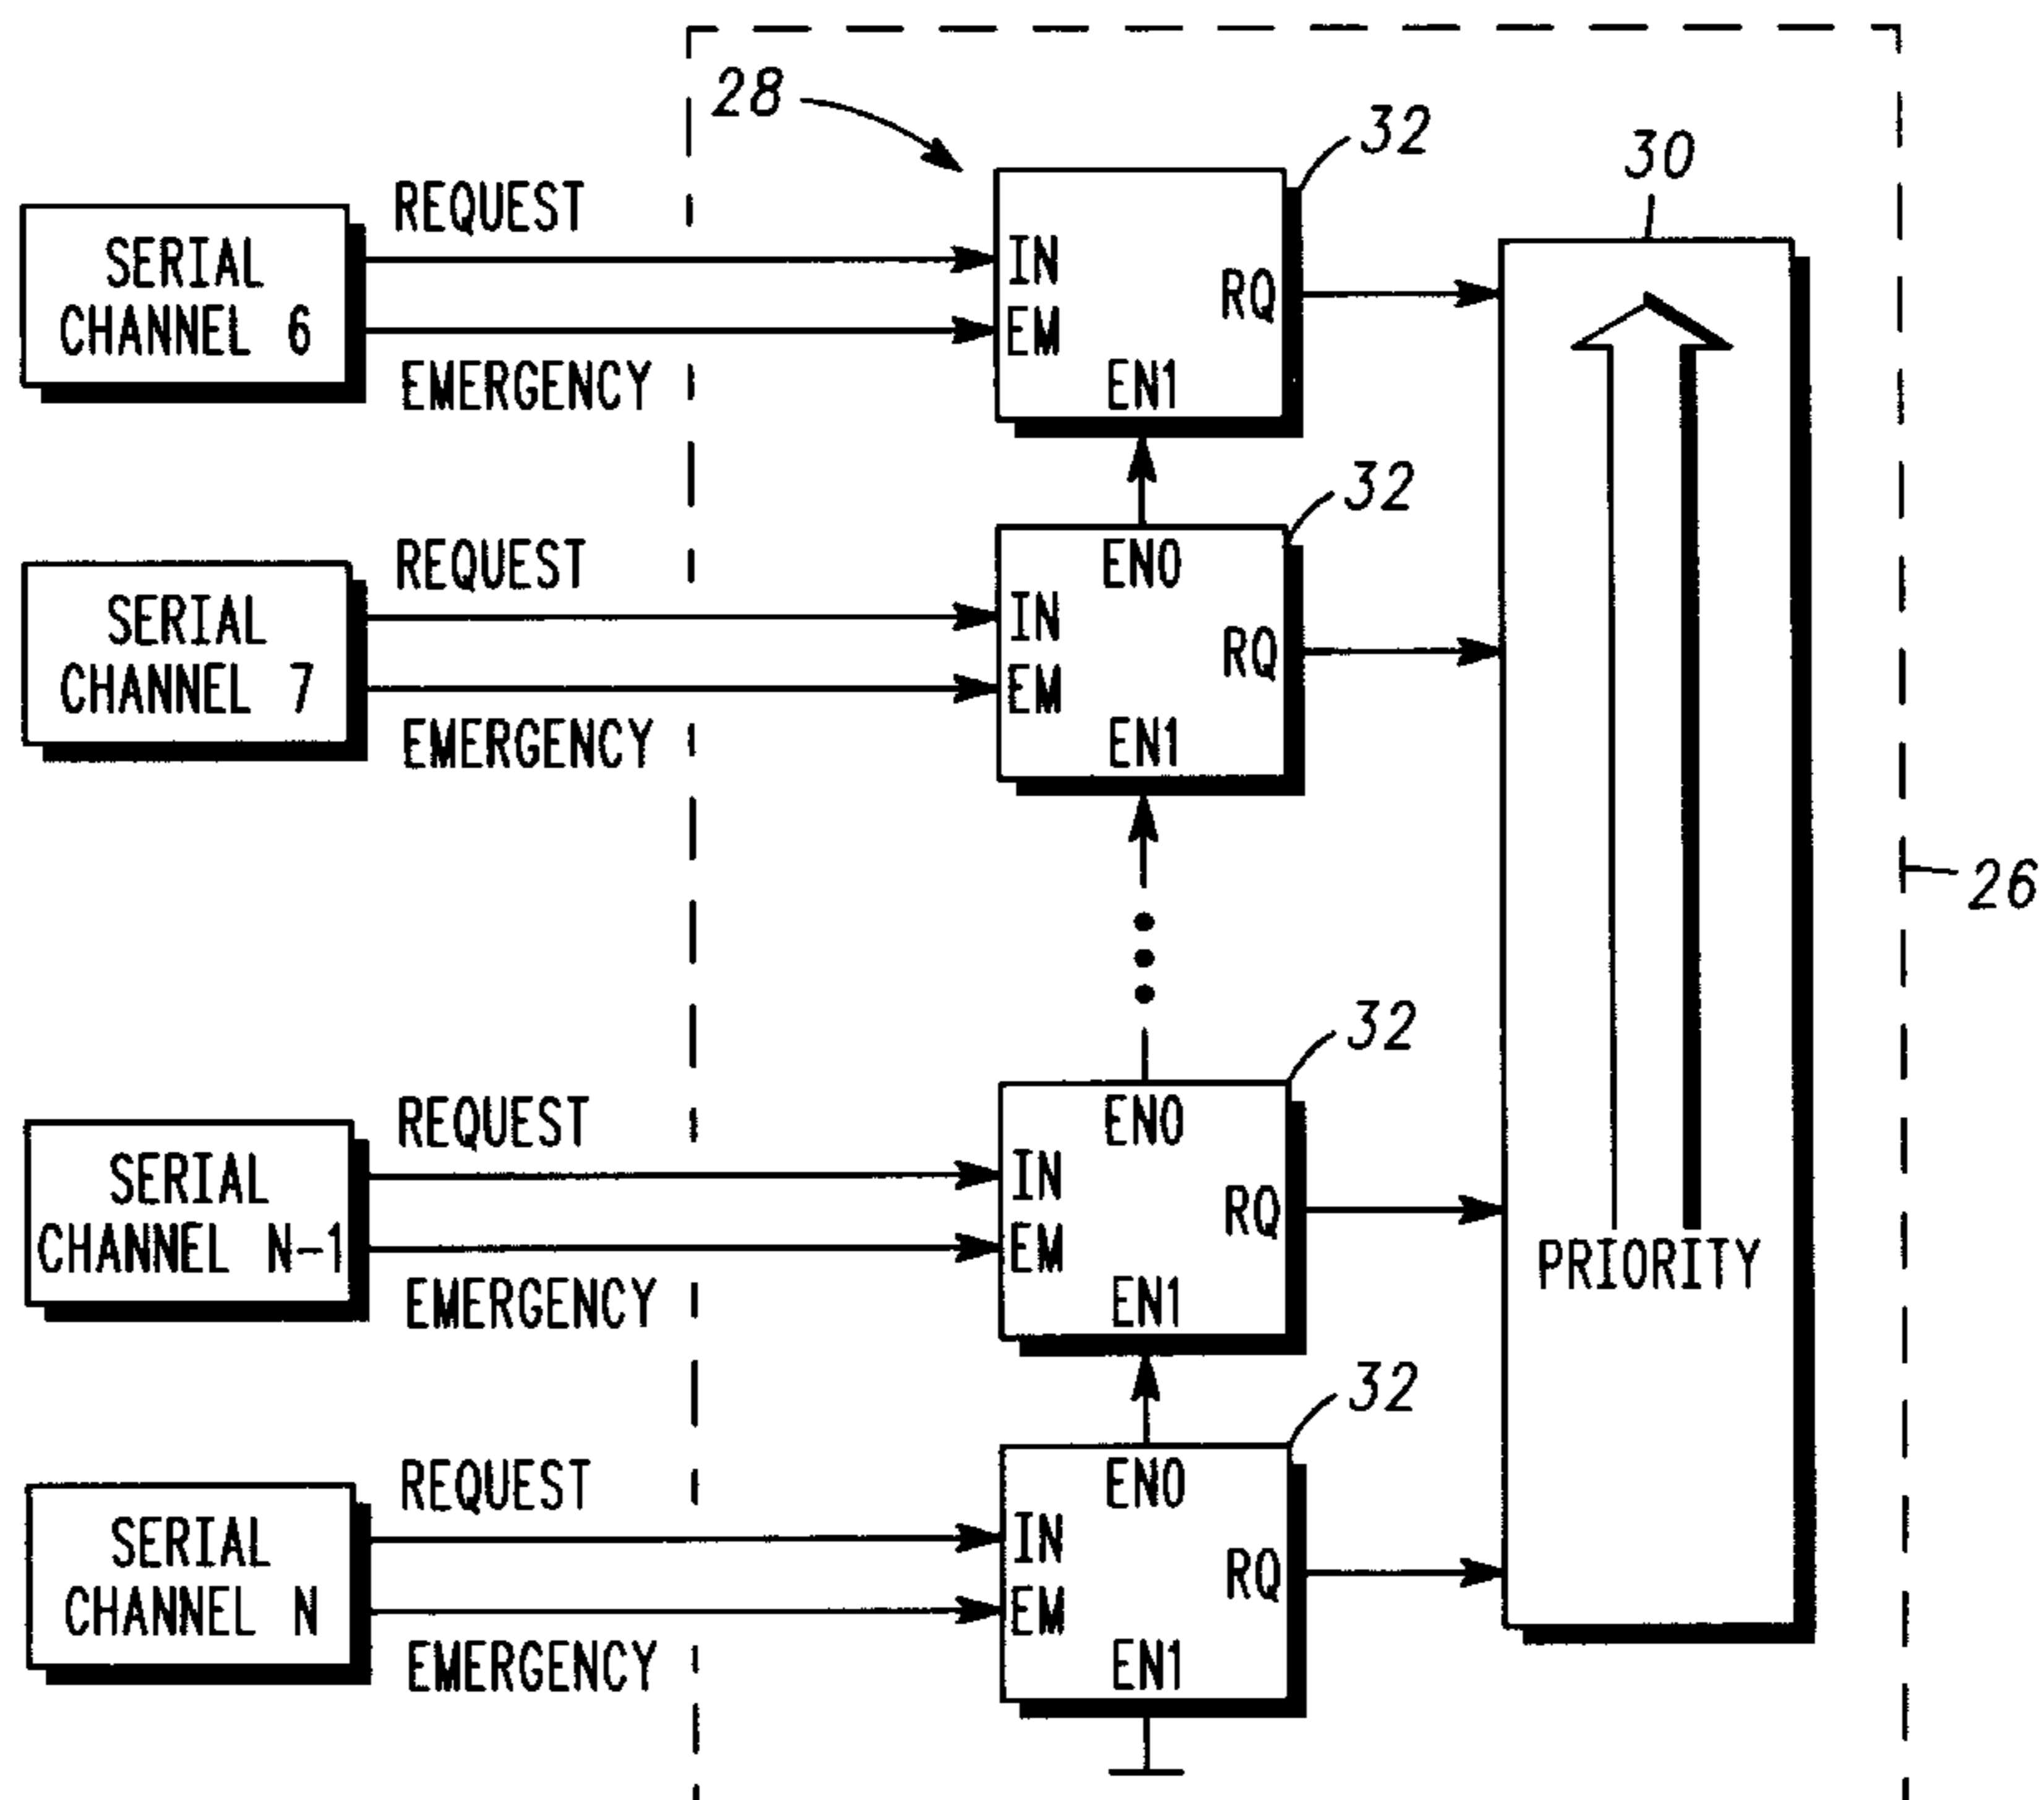 28
32
30
REQUEST
SERIAL
CHANNEL 6
IN
RQ
EM
EN1
EMERGENCY
32
REQUEST
EN0
SERIAL
CHANNEL 7
IN
RQ
EM
EN1
EMERGENCY
26
32
REQUEST
EN0
SERIAL
CHANNEL N-1
IN
RQ
EM
EN1
EMERGENCY
PRIORITY
32
REQUEST
EN0
SERIAL
CHANNEL N
IN
RQ
EM
EN1
EMERGENCY